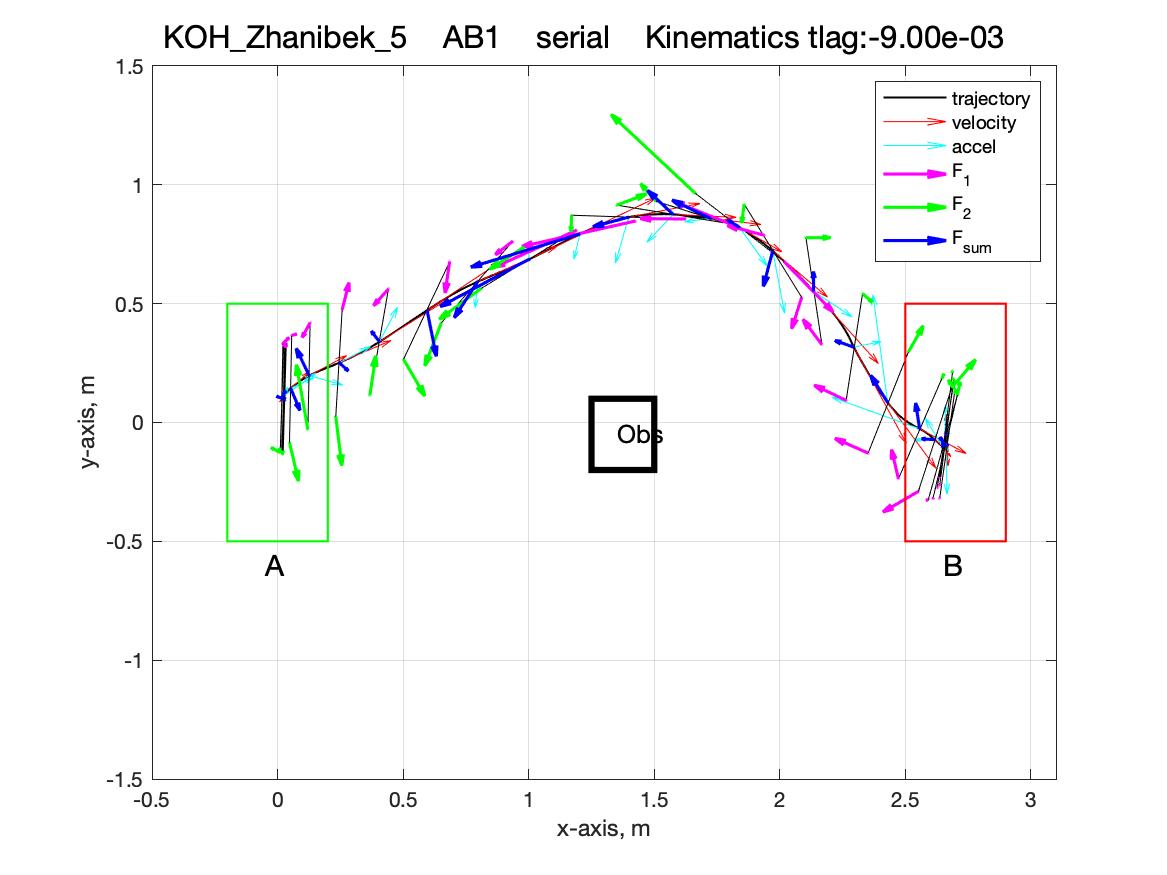 KOH_Zhanibek_5 AB1 serial Kinematics tlag:-9.00e-03
1.5
trajectory
velocity
accel
F1
F2
Fsum
1
0.5
0
-0.5
-1
-1.5
y-axis, m
Obs
A
B
-0.5 0 0.5 1 1.5 2 2.5 3
x-axis, m